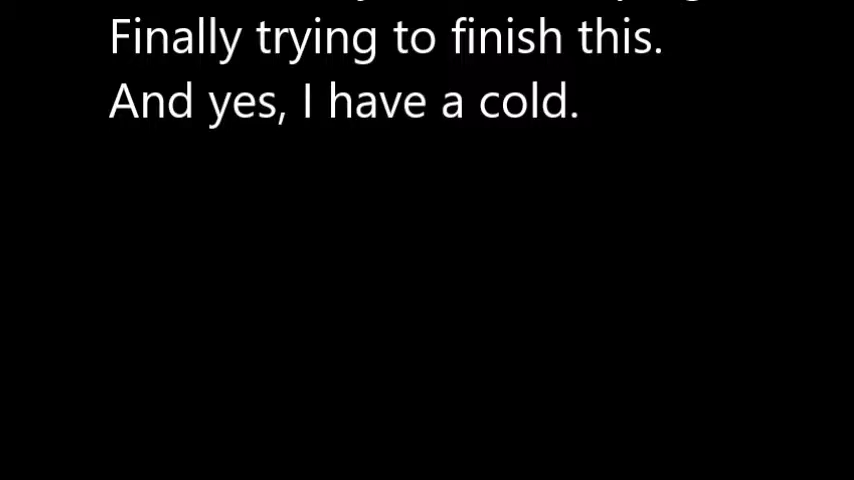 Finally trying to finish this.
And yes, I have a cold.